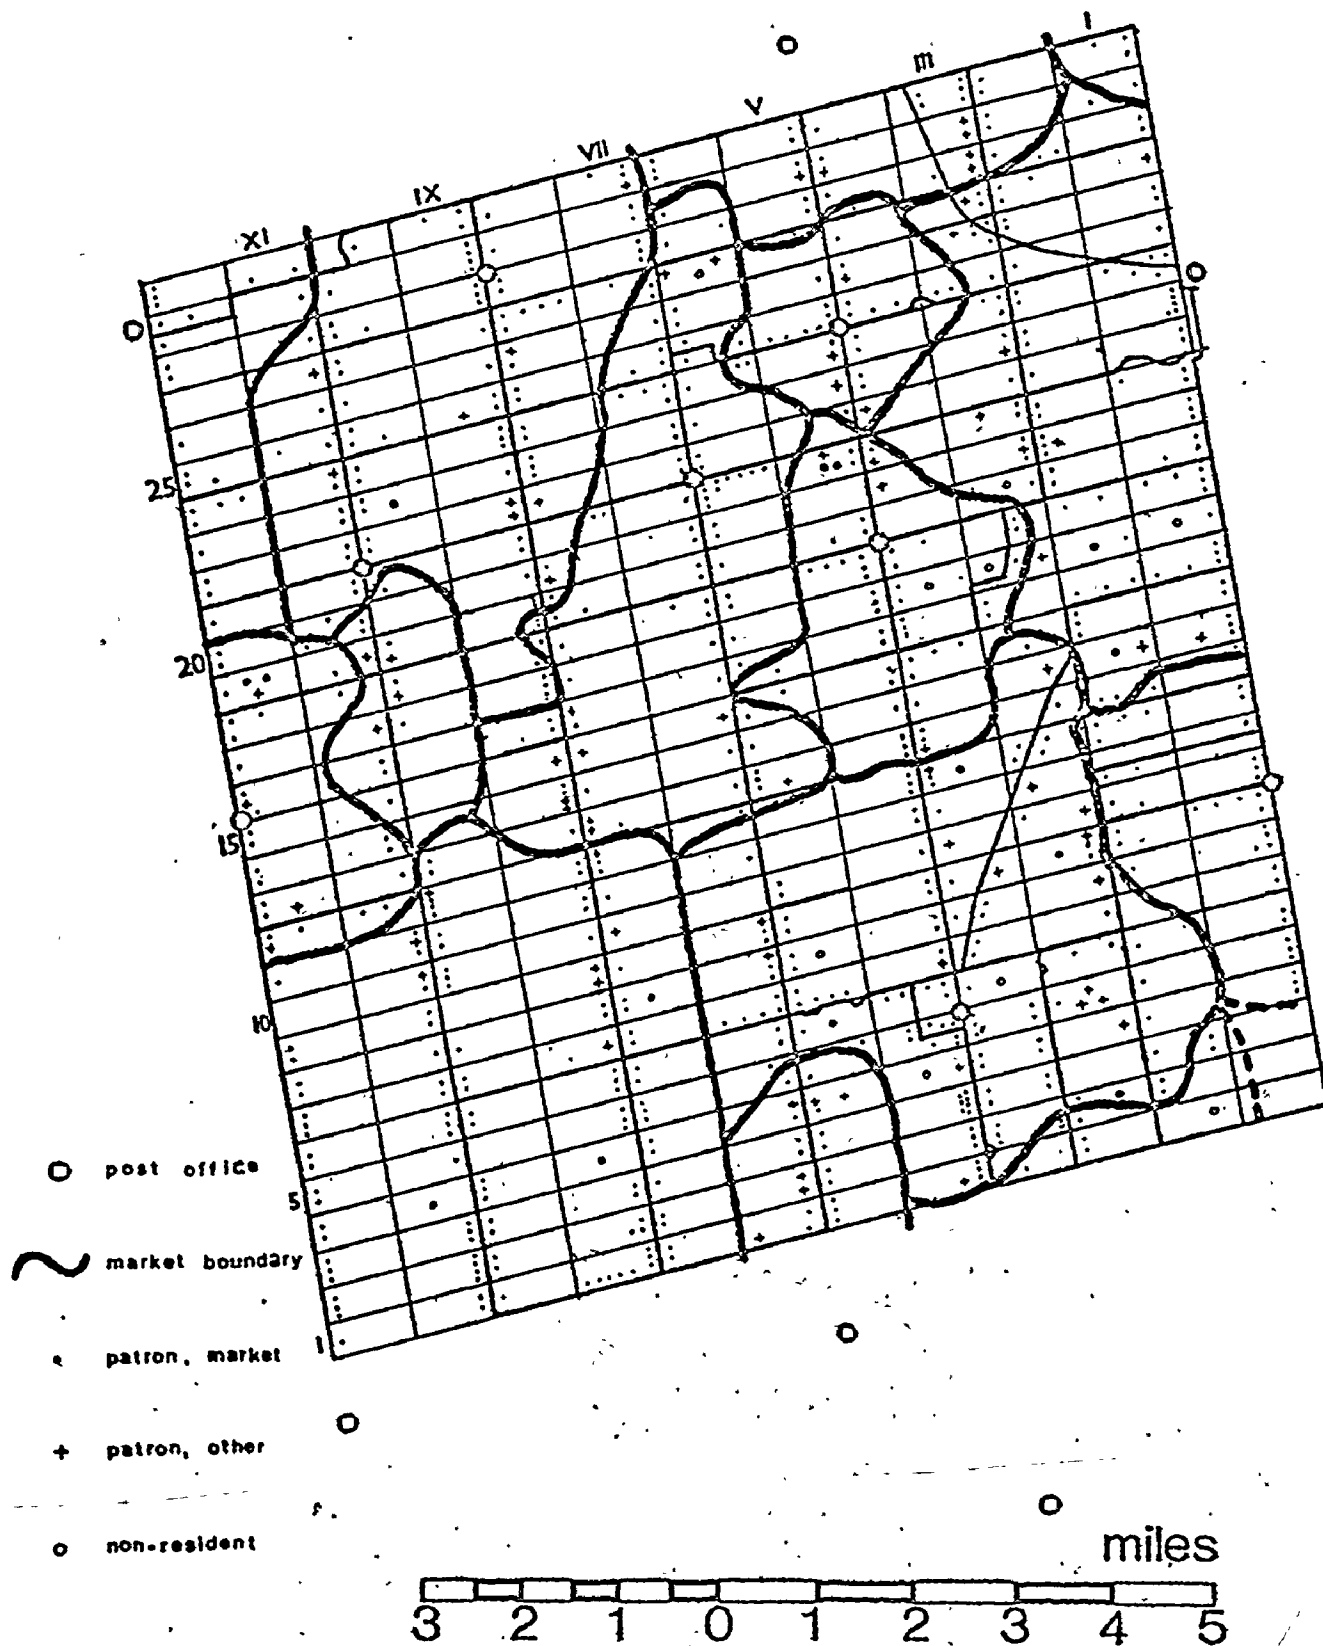 I
III
V
VII
IX
XI
25
20
15
10
5
1
post office
market boundary
patron, market
patron, other
non-resident
miles
3 2 1 0 1 2 3 5